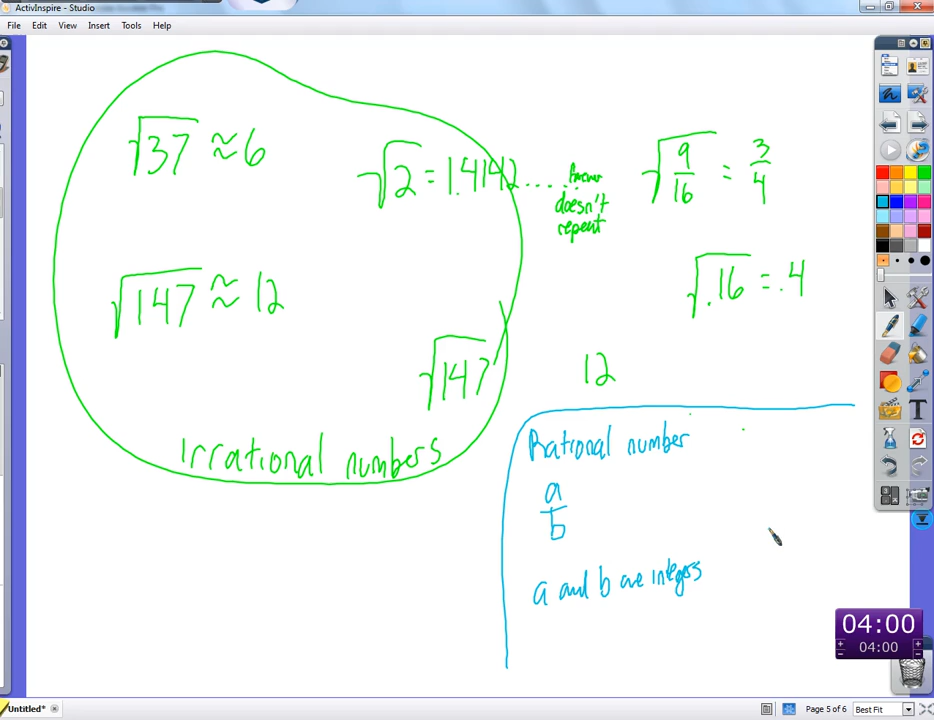 ActivInspire - Studio
File Edit View Insert Tools Help
√37 ≈ 6
√2 = 1.4142.....
forever
doesn't
repeat
√9/16 = 3/4
√.16 = .4
√147 ≈ 12
√147
12
Irrational numbers
Rational number
a
b
a and b are integers
04:00
04:00
Untitled*
Page 5 of 6
Best Fit